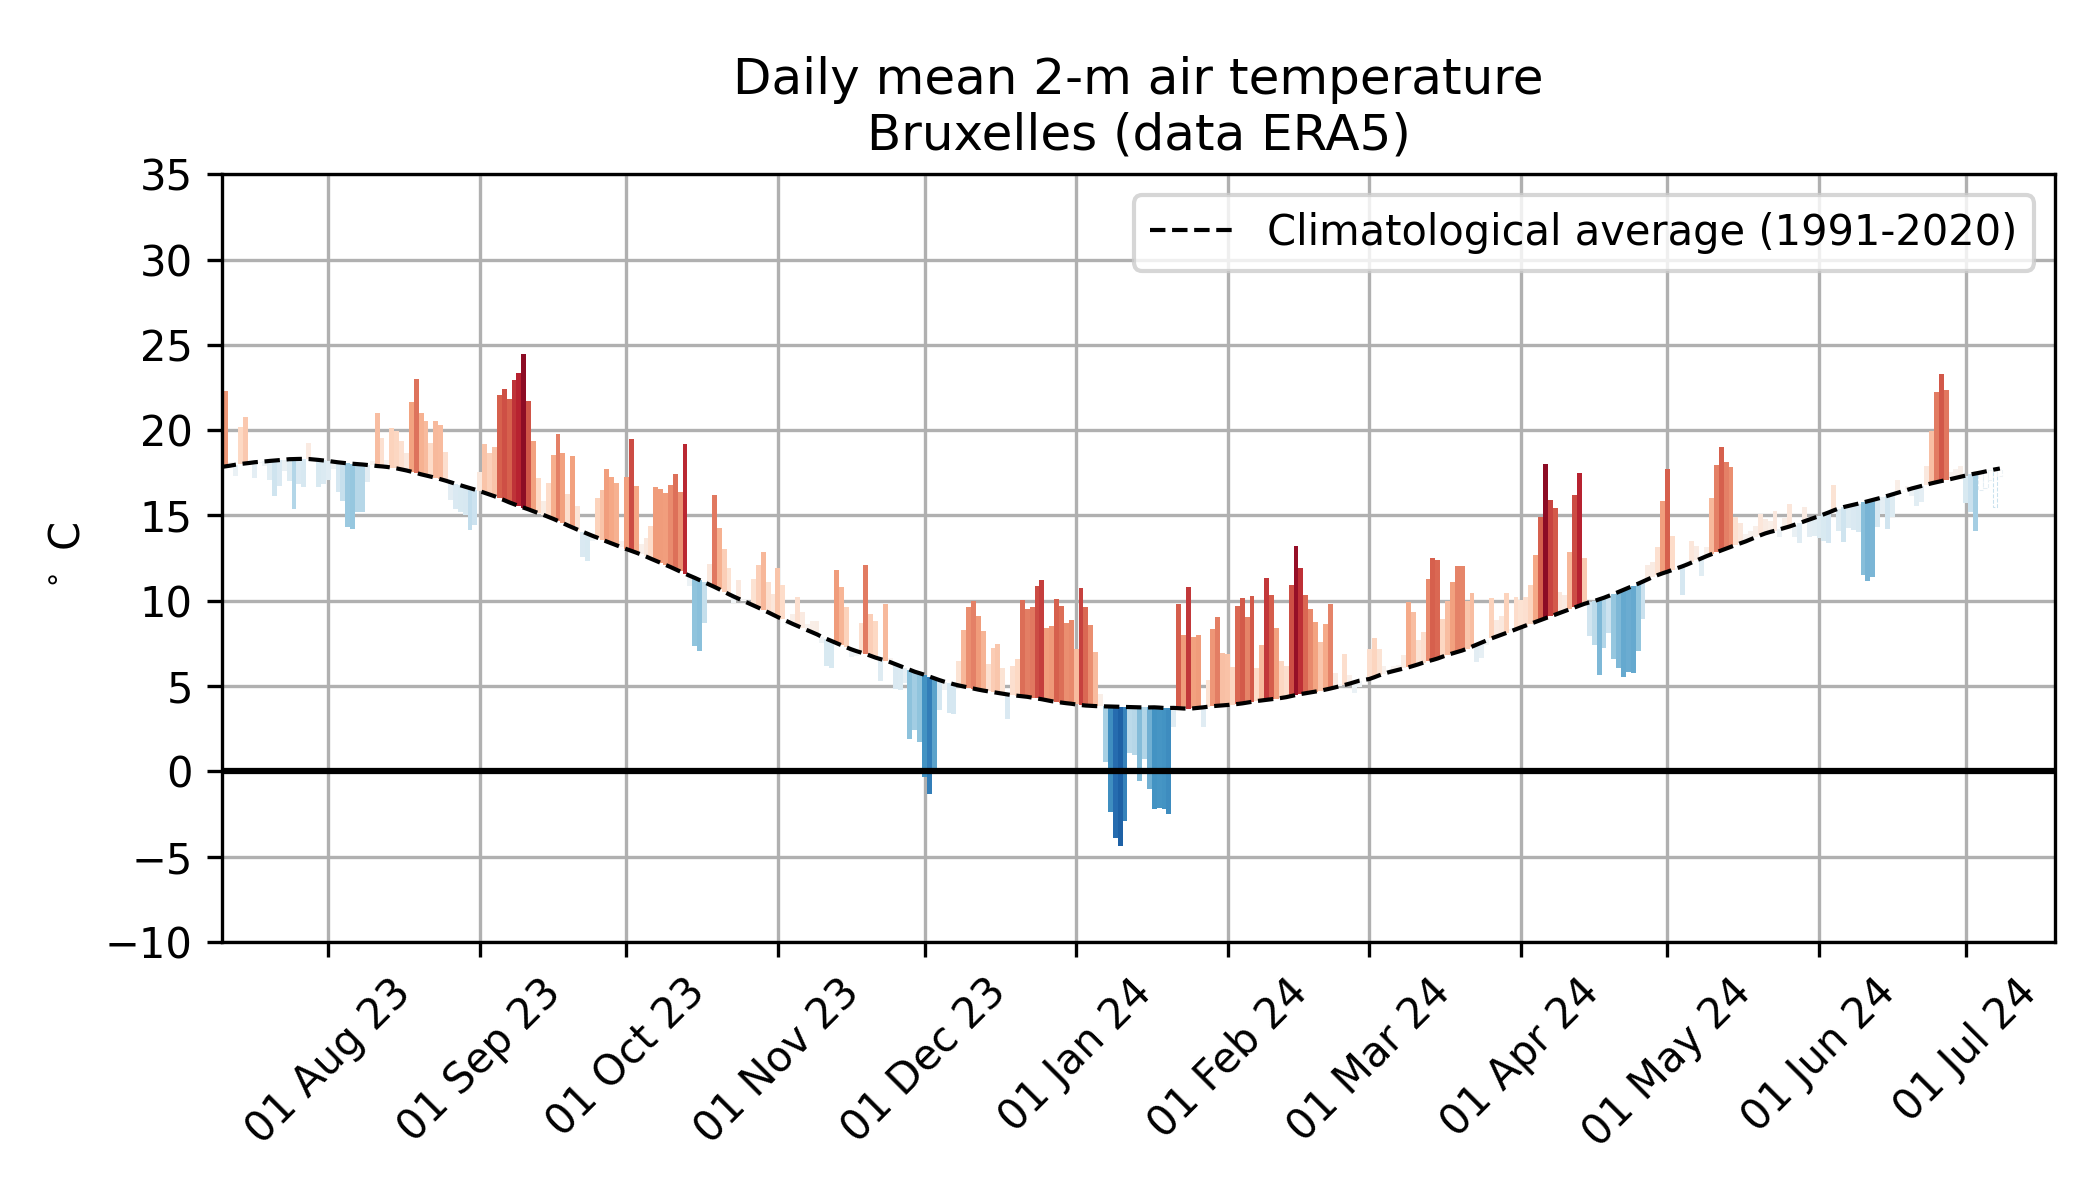 Daily mean 2-m air temperature
Bruxelles (data ERA5)
Climatológical average (1991-2020)
35
30
25
20
15
10
5
0
−5
−10
° C
01 Aug 23
01 Sep 23
01 Oct 23
01 Nov 23
01 Dec 23
01 Jan 24
01 Feb 24
01 Mar 24
01 Apr 24
01 May 24
01 Jun 24
01 Jul 24